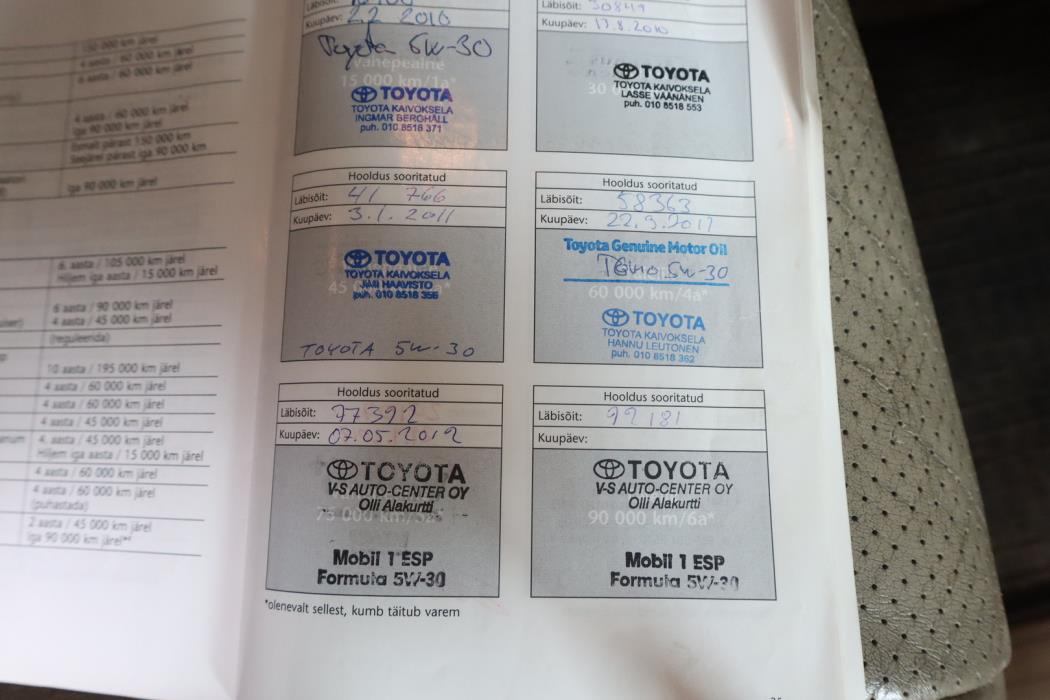 150 000 km järel
4 aasta / 60 000 km järel
6 aasta / 60 000 km järel
4 aasta / 60 000 km järel
Iga 90 000 km järel
Esmalt pärast 150 000 km
Seejärel pärast iga 90 000 km
Iga 90 000 km järel
6. aasta / 105 000 km järel
Hiljem iga aasta / 15 000 km järel
6 aasta / 90 000 km järel
4 aasta / 45 000 km järel
(reguleerida)
10 aasta / 195 000 km järel
4 aasta / 60 000 km järel
4 aasta / 60 000 km järel
4 aasta / 45 000 km järel
4. aasta / 45 000 km järel
Hiljem iga aasta / 15 000 km järel
4 aasta / 60 000 km järel
4 aasta / 60 000 km järel
(puhastada)
2 aasta / 45 000 km järel
Iga 90 000 km järel**
Läbisõit:
Kuupäev: 2.2 2010
Toyota 5W-30
Vahepealne
15 000 km/1a*
TOYOTA
TOYOTA KAIVOKSELA
INGMAR BERGHÄLL
puh. 010 8518 371
Läbisõit: 30849
Kuupäev: 17.8.2010
30
TOYOTA
TOYOTA KAIVOKSELA
LASSE VÄÄNÄNEN
puh. 010 8518 553
Hooldus sooritatud
Läbisõit: 41 766
Kuupäev: 3.1.2011
TOYOTA
TOYOTA KAIVOKSELA
JARI HAAVISTO
45
puh. 010 8518 356
TOYOTA 5W-30
Hooldus sooritatud
Läbisõit: 58363
Kuupäev: 22.9.2011
Toyota Genuine Motor Oil
5W-30
60 000 km/4a*
TOYOTA
TOYOTA KAIVOKSELA
HANNU LEUTONEN
puh. 010 8518 362
Hooldus sooritatud
Läbisõit: 77392
Kuupäev: 07.05.2012
TOYOTA
V-S AUTO-CENTER OY
Olli Alakurtti
75 000 km/5a*
Mobil 1 ESP
Formula 5W-30
Hooldus sooritatud
Läbisõit: 92181
Kuupäev:
TOYOTA
V-S AUTO-CENTER OY
Olli Alakurtti
90 000 km/6a*
Mobil 1 ESP
Formula 5W-30
*olenevalt sellest, kumb täitub varem